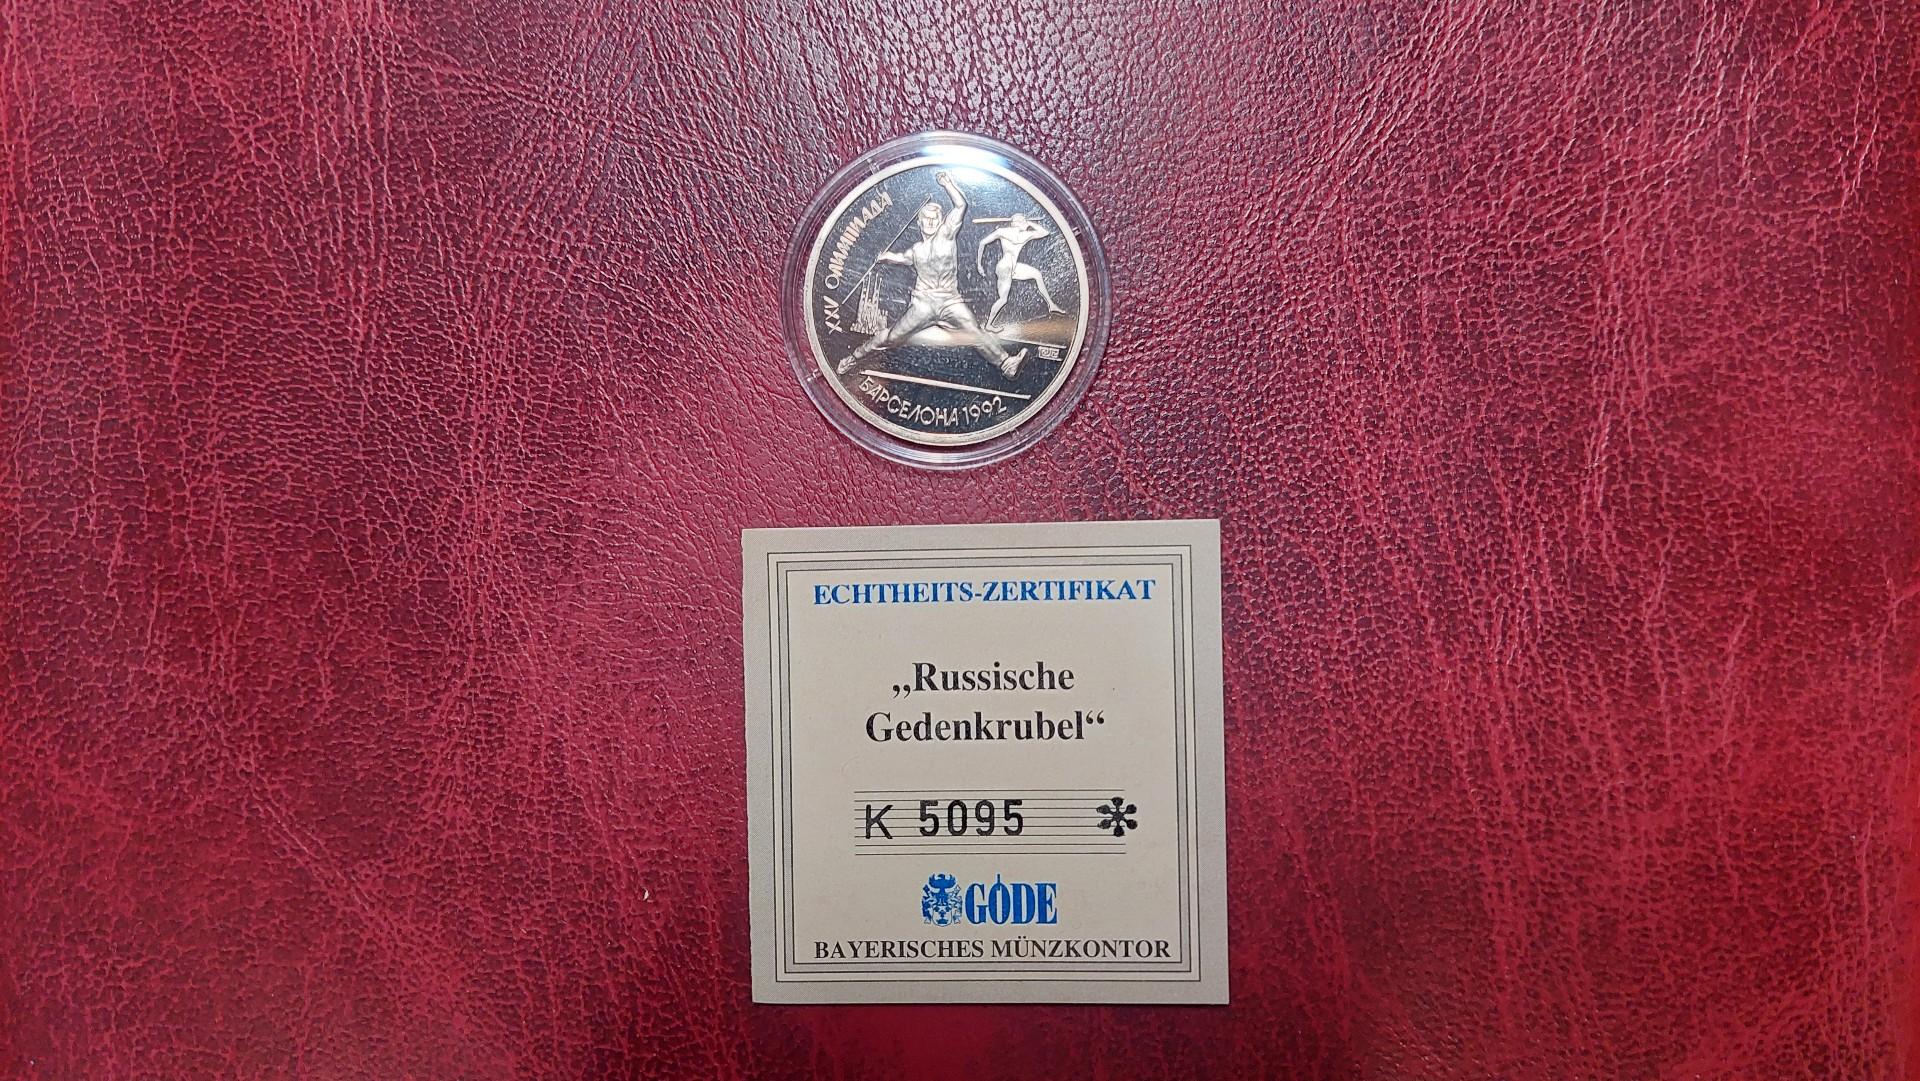 XXV ОЛИМПИАДА
БАРСЕЛОНА 1992
ECHTHEITS-ZERTIFIKAT
„Russische
Gedenkrubel“
K 5095 *
GÖDE
BAYERISCHES MÜNZKONTOR